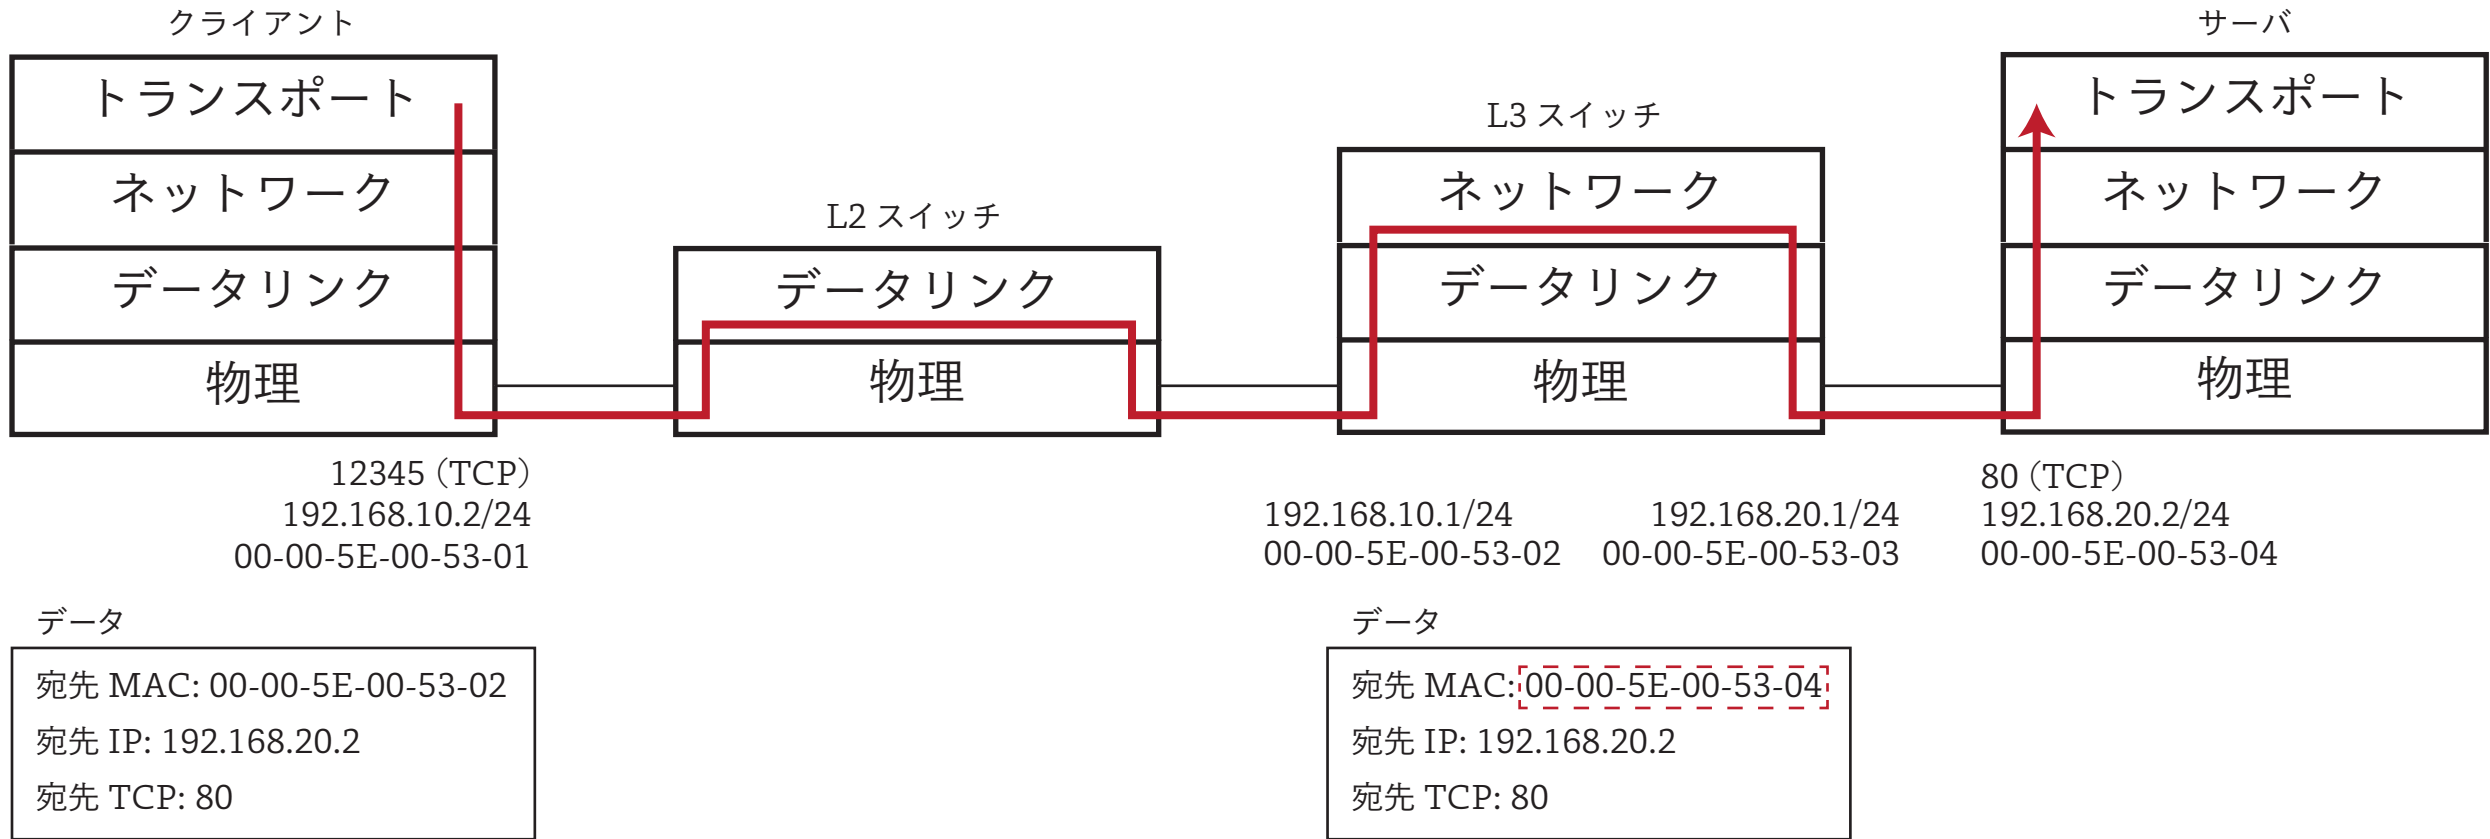 クライアント
トランスポート
ネットワーク
データリンク
物理
L2 スイッチ
データリンク
物理
L3 スイッチ
ネットワーク
データリンク
物理
サーバ
トランスポート
ネットワーク
データリンク
物理
12345 (TCP)
192.168.10.2/24
00-00-5E-00-53-01
192.168.10.1/24
00-00-5E-00-53-02
192.168.20.1/24
00-00-5E-00-53-03
80 (TCP)
192.168.20.2/24
00-00-5E-00-53-04
データ
宛先 MAC: 00-00-5E-00-53-02
宛先 IP: 192.168.20.2
宛先 TCP: 80
データ
宛先 MAC: 00-00-5E-00-53-04
宛先 IP: 192.168.20.2
宛先 TCP: 80